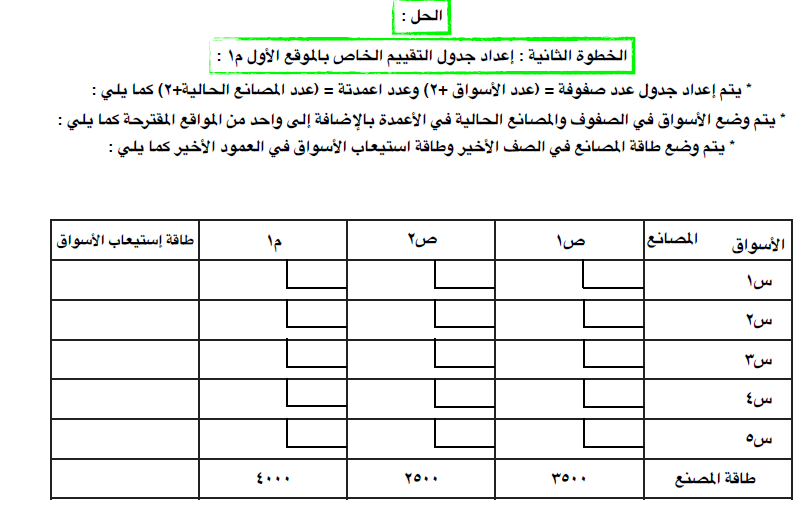 الحل :
الخطوة الثانية : إعداد جدول التقييم الخاص بالموقع الأول م١ :
* يتم إعداد جدول عدد صفوفة = (عدد الأسواق +٢) وعدد اعمدتة = (عدد المصانع الحالية+٢) كما يلي :
* يتم وضع الأسواق في الصفوف والمصانع الحالية في الأعمدة بالإضافة إلى واحد من المواقع المقترحة كما يلي :
* يتم وضع طاقة المصانع في الصف الأخير وطاقة استيعاب الأسواق في العمود الأخير كما يلي :
الأسواق المصانع ص١ ص٢ م١ طاقة إستيعاب الأسواق
س١
س٢
س٣
س٤
س٥
طاقة المصنع ٣٥٠٠ ٢٥٠٠ ٤٠٠٠